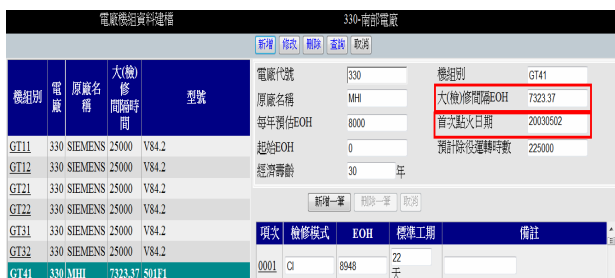 電廠機組資料建檔
330-南部電廠
新增 修改 刪除 查詢 取消
機組別 電廠 原廠名稱 大(檢)修間隔時間 型號
GT11 330 SIEMENS 25000 V84.2
GT12 330 SIEMENS 25000 V84.2
GT21 330 SIEMENS 25000 V84.2
GT22 330 SIEMENS 25000 V84.2
GT31 330 SIEMENS 25000 V84.2
GT32 330 SIEMENS 25000 V84.2
GT41 330 MHI 7323.37 501F1
電廠代號 330 機組別 GT41
原廠名稱 MHI 大(檢)修間隔EOH 7323.37
每年預估EOH 8000 首次點火日期 20030502
起始EOH 0 預計除役運轉時數 225000
經濟壽齡 30 年
新增一筆 刪除一筆 取消
項次 檢修模式 EOH 標準工期 備註
0001 CI 8948 22 天